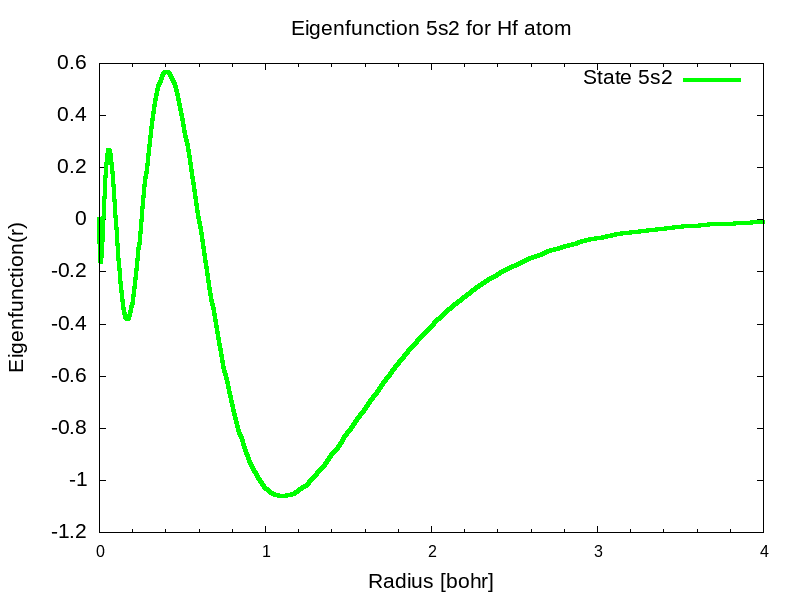 Eigenfunction 5s2 for Hf atom
State 5s2
0.6
0.4
0.2
0
-0.2
-0.4
-0.6
-0.8
-1
-1.2
Eigenfunction(r)
0 1 2 3 4
Radius [bohr]